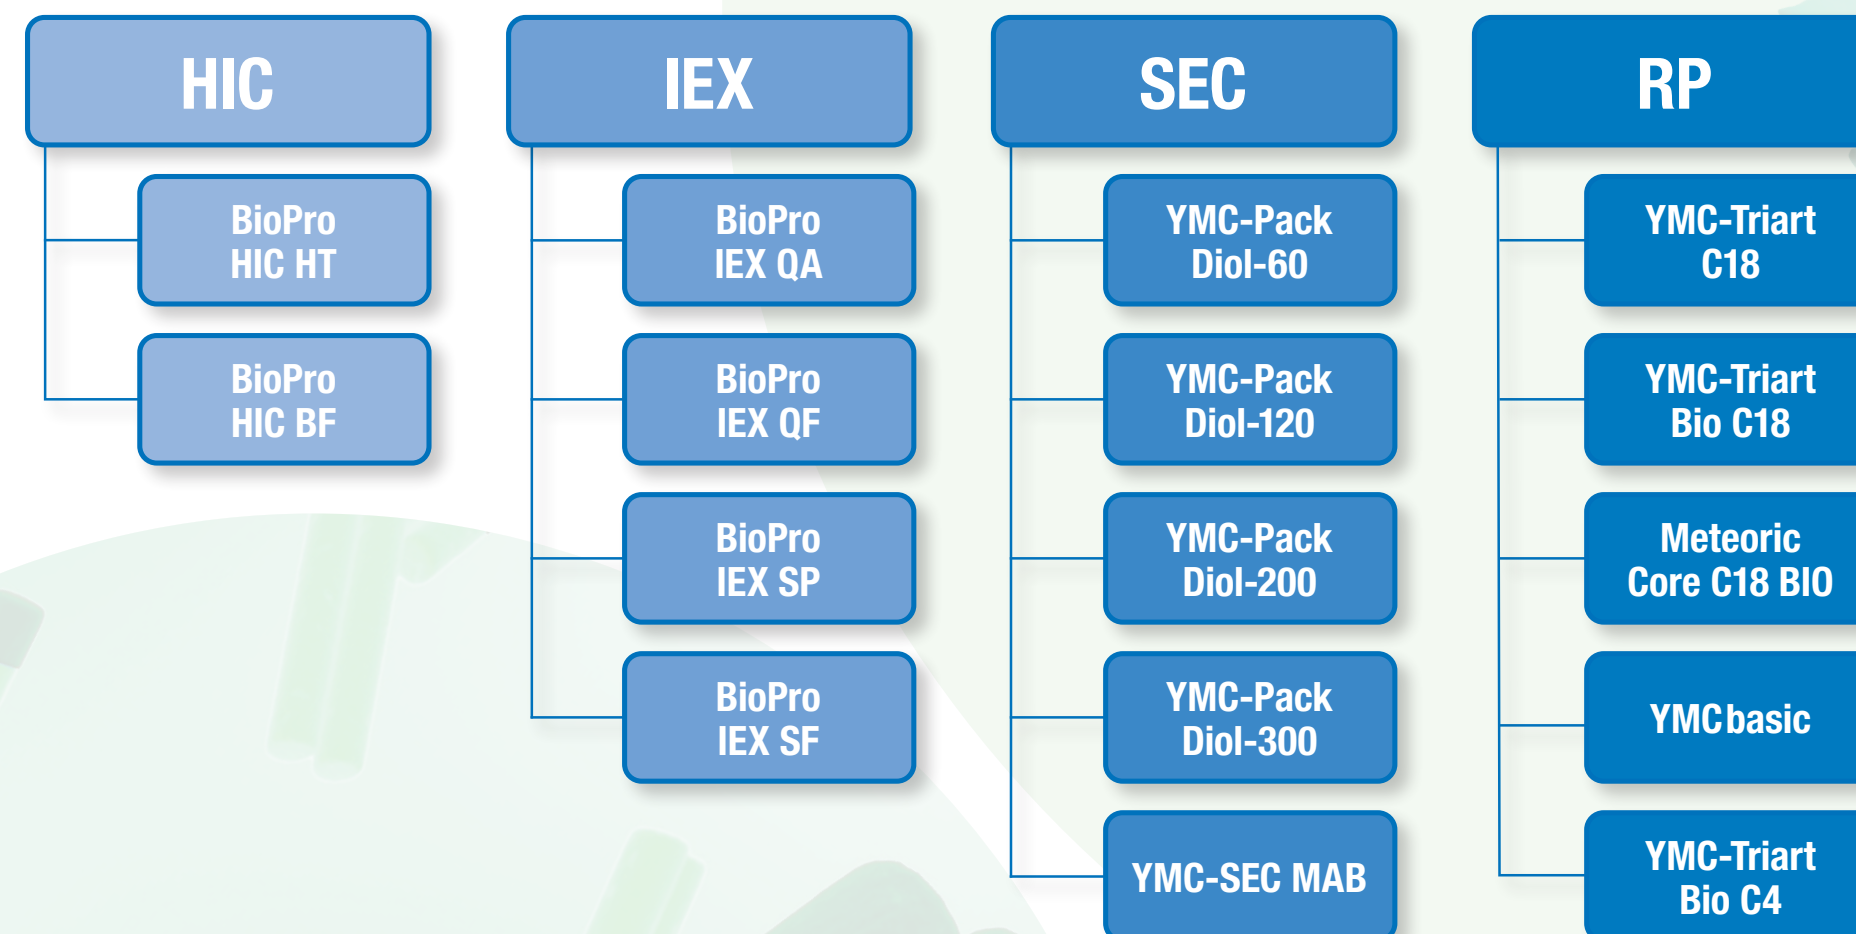 HIC
BioPro
HIC HT
BioPro
HIC BF
IEX
BioPro
IEX QA
BioPro
IEX QF
BioPro
IEX SP
BioPro
IEX SF
SEC
YMC-Pack
Diol-60
YMC-Pack
Diol-120
YMC-Pack
Diol-200
YMC-Pack
Diol-300
YMC-SEC MAB
RP
YMC-Triart
C18
YMC-Triart
Bio C18
Meteoric
Core C18 BIO
YMCbasic
YMC-Triart
Bio C4